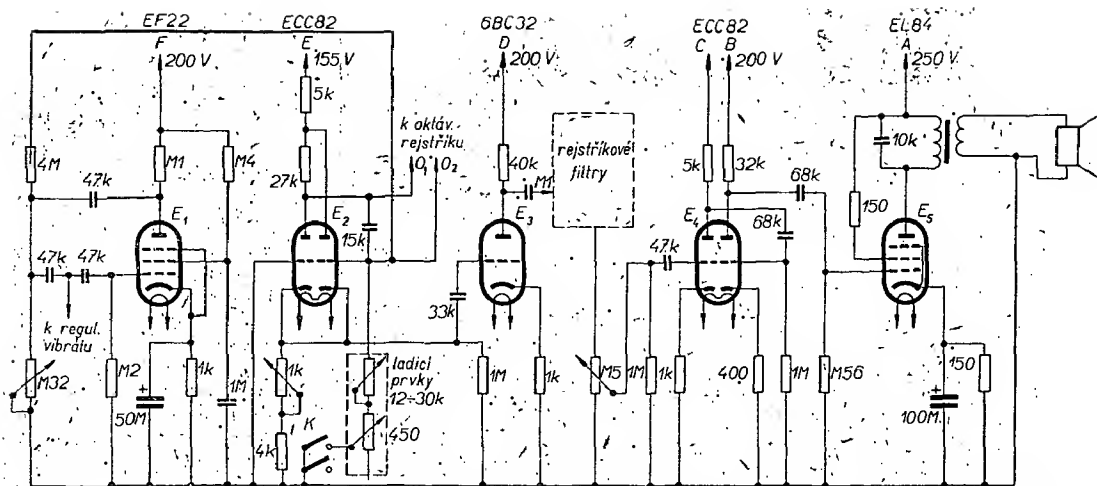 EF22
ECC82
6BC32
ECC82
EL84
F
E
D
C B
A
200 V
155 V
200 V
200 V
250 V
5k
4M
M1
M4
27k
k oktáv.
rejstříku
O₁ O₂
40k
M1
rejstříkové
filtry
5k
32k
68k
10k
47k
E₁
E₂
15k
E₃
E₄
68k
150
E₅
47k
47k
47k
33k
k regul.
vibrátu
M32
M2
1k
1M
50M
+
1k
4k
K
ladicí
prvky
12÷30k
450
1M
1k
M5
1M
1k
400
1M
M56
150
100M
+